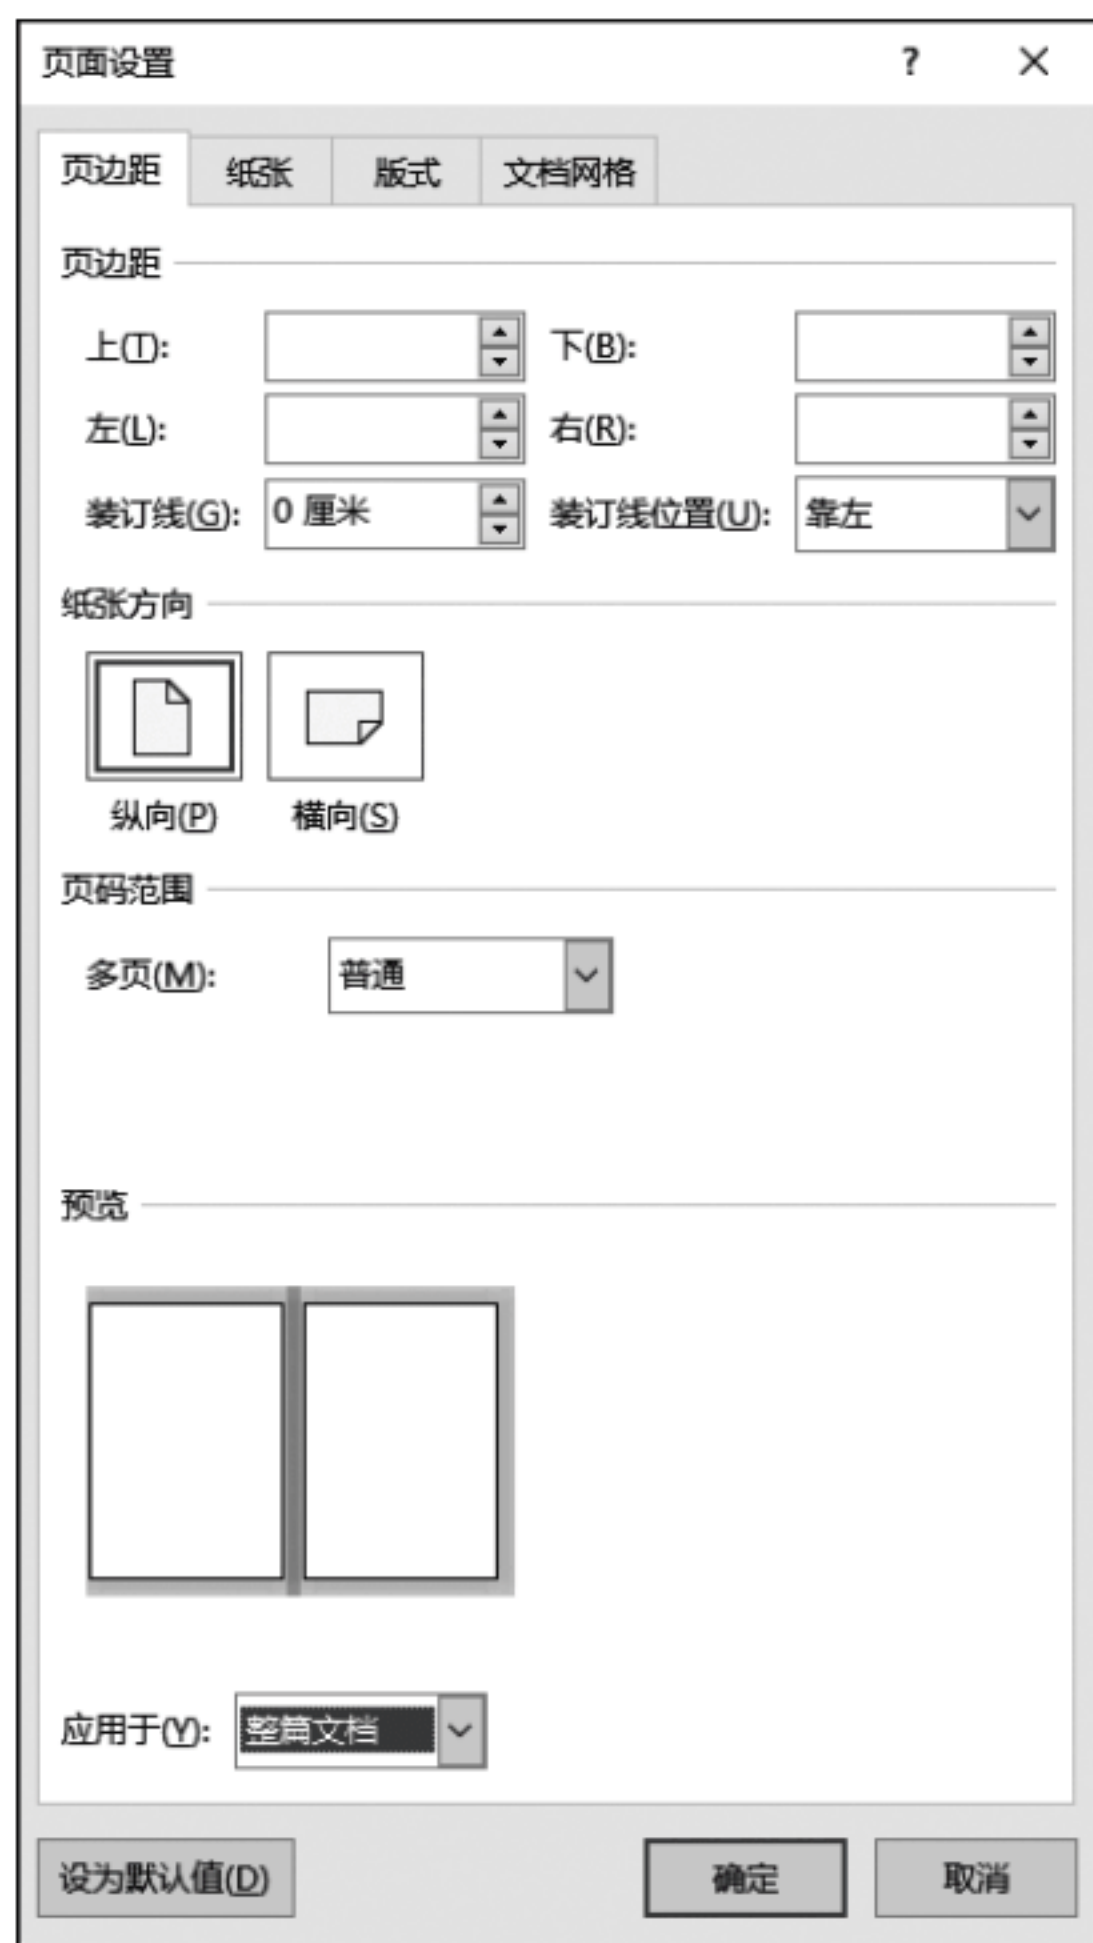 页面设置 ? ×
页边距 纸张 版式 文档网格
页边距
上(T): 下(B):
左(L): 右(R):
装订线(G): 0 厘米 装订线位置(U): 靠左
纸张方向
纵向(P) 横向(S)
页码范围
多页(M): 普通
预览
应用于(Y): 整篇文档
设为默认值(D) 确定 取消